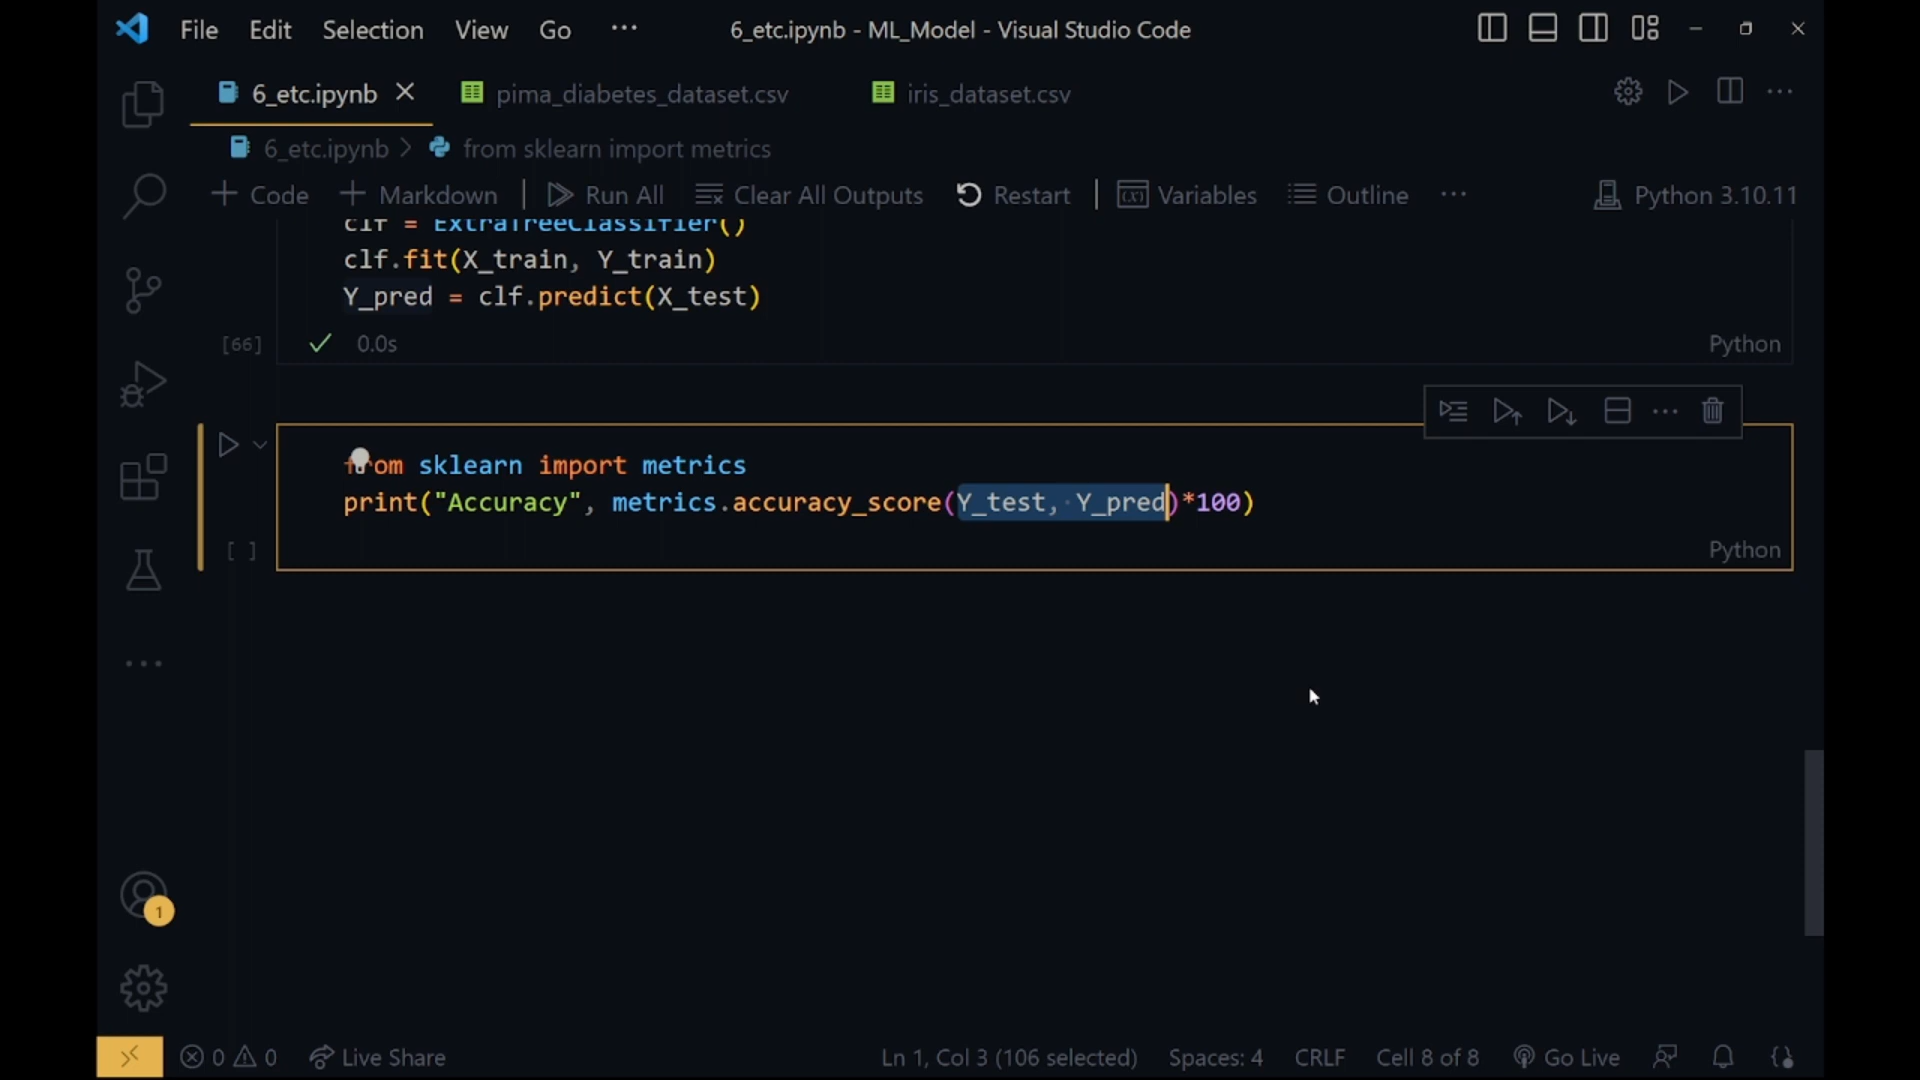 File Edit Selection View Go ··· 6_etc.ipynb - ML_Model - Visual Studio Code
6_etc.ipynb pima_diabetes_dataset.csv iris_dataset.csv
6_etc.ipynb > from sklearn import metrics
+ Code + Markdown | Run All Clear All Outputs Restart | Variables Outline ··· Python 3.10.11
clf = ExtraTreeClassifier()
clf.fit(X_train, Y_train)
Y_pred = clf.predict(X_test)
[66] 0.0s Python
from sklearn import metrics
print("Accuracy", metrics.accuracy_score(Y_test, Y_pred)*100)
[ ] Python
1
0 0 Live Share Ln 1, Col 3 (106 selected) Spaces: 4 CRLF Cell 8 of 8 Go Live